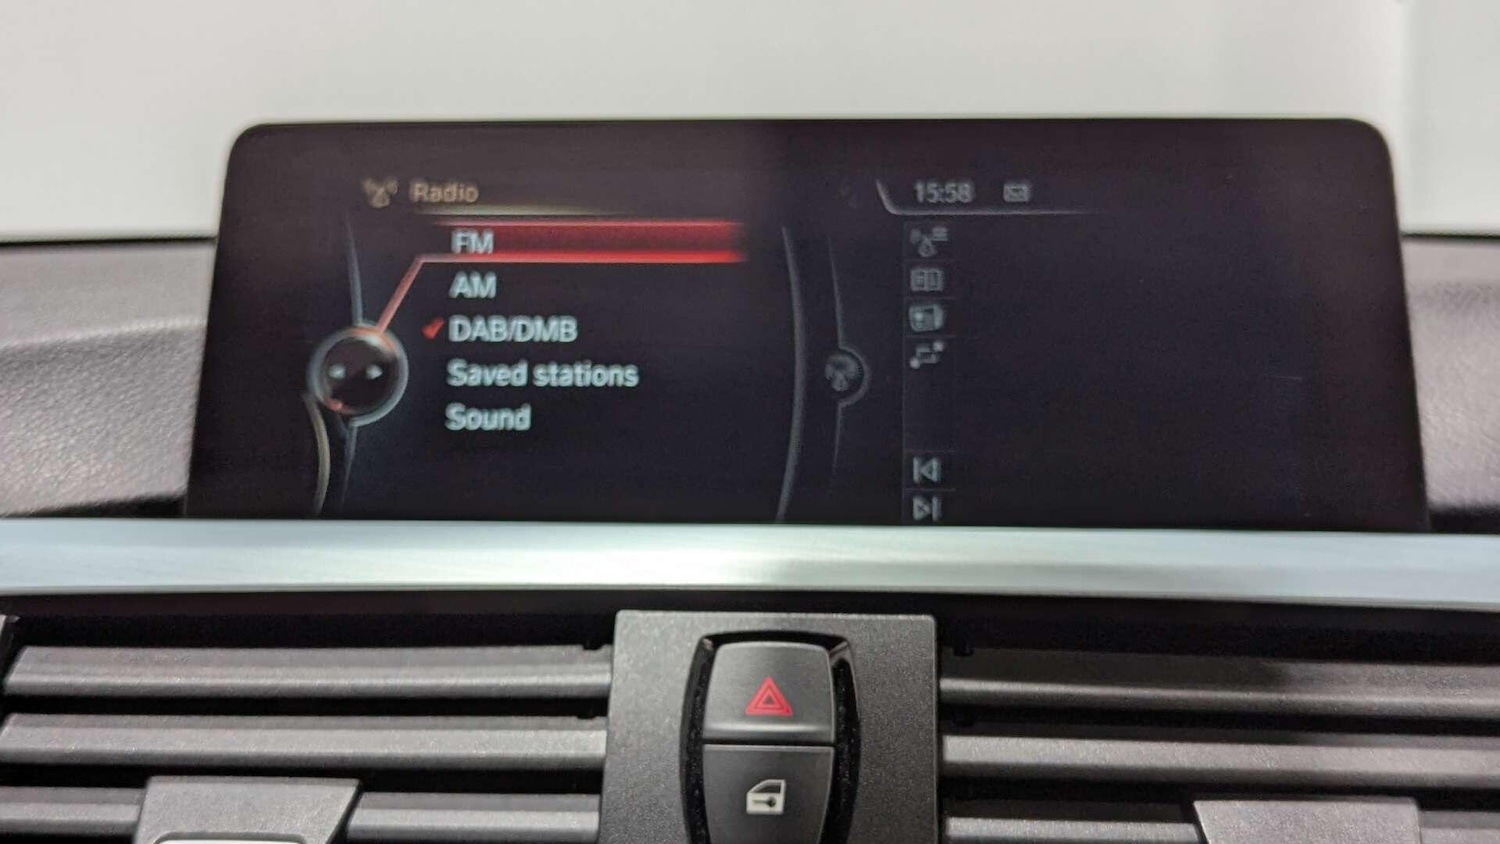 Radio
15:58
FM
AM
DAB/DMB
Saved stations
Sound